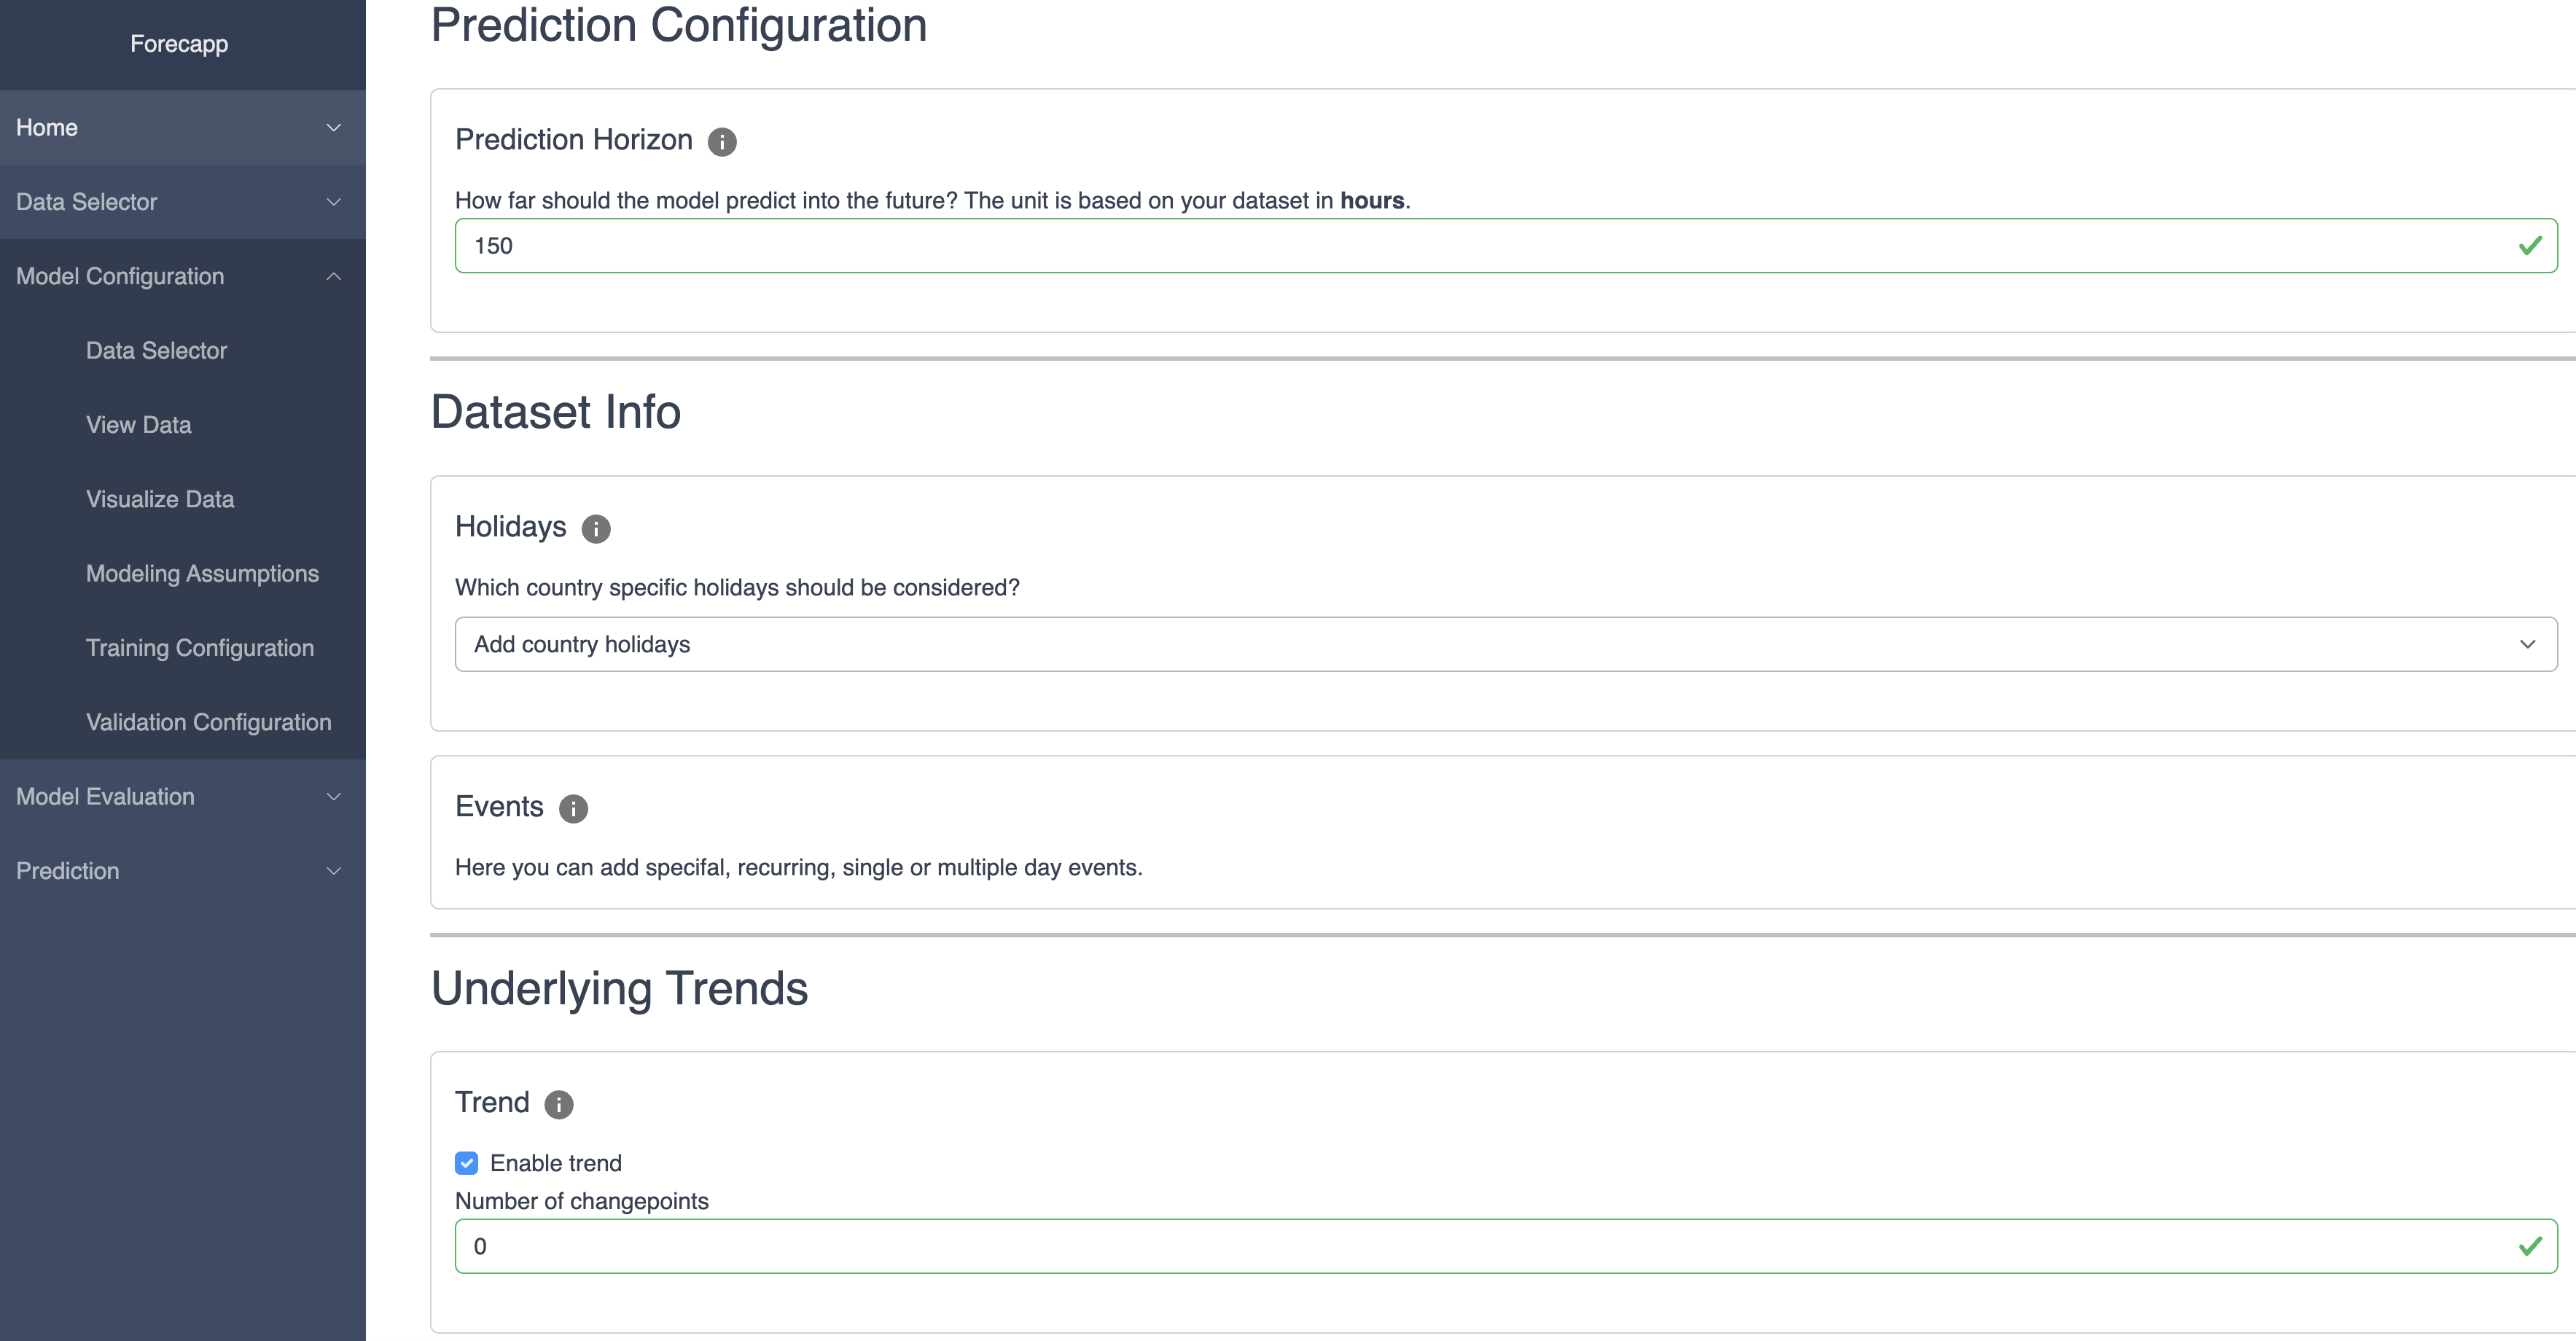 Forecapp
Home
Data Selector
Model Configuration
Data Selector
View Data
Visualize Data
Modeling Assumptions
Training Configuration
Validation Configuration
Model Evaluation
Prediction
Prediction Configuration
Prediction Horizon
How far should the model predict into the future? The unit is based on your dataset in hours.
150
Dataset Info
Holidays
Which country specific holidays should be considered?
Add country holidays
Events
Here you can add specifal, recurring, single or multiple day events.
Underlying Trends
Trend
Enable trend
Number of changepoints
0